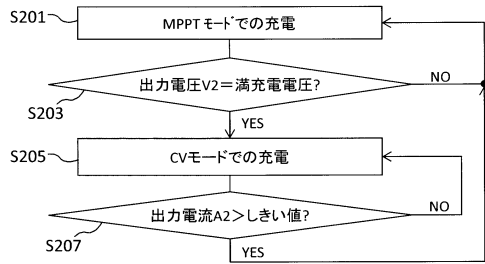 S201
MPPTモードでの充電
出力電圧V2＝満充電電圧?
NO
S203
YES
S205
CVモードでの充電
出力電流A2＞しきい値?
NO
S207
YES